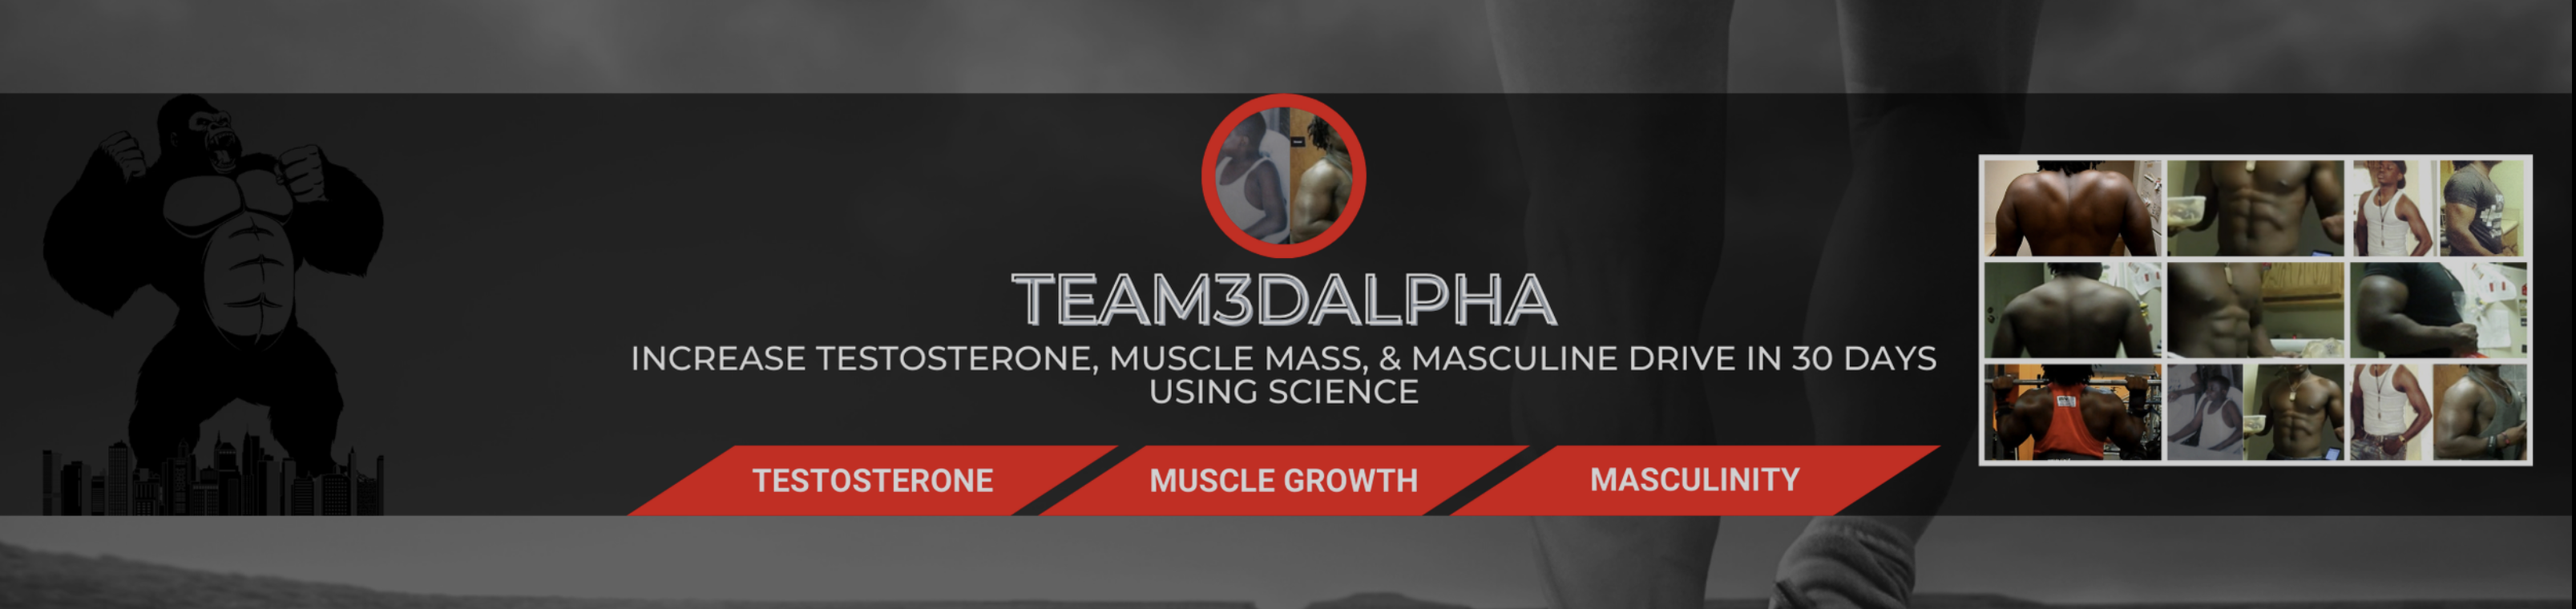 TEAM3DALPHA
INCREASE TESTOSTERONE, MUSCLE MASS, & MASCULINE DRIVE IN 30 DAYS
USING SCIENCE
TESTOSTERONE
MUSCLE GROWTH
MASCULINITY